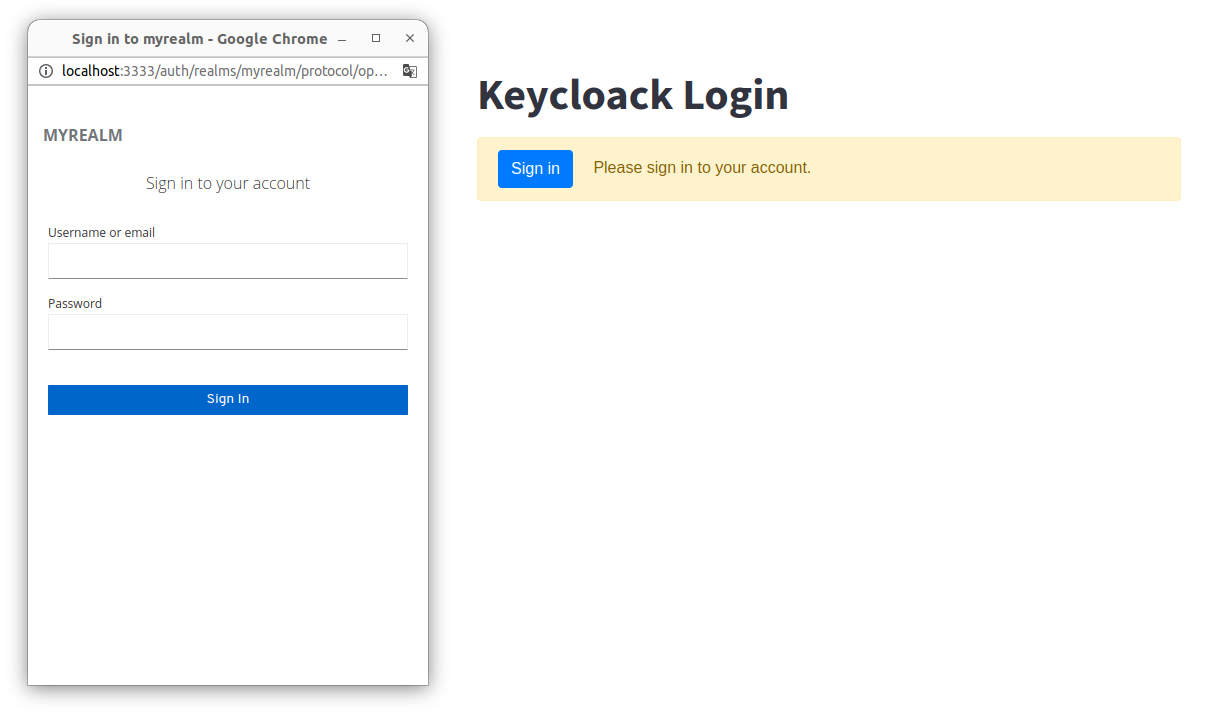 Sign in to myrealm - Google Chrome
localhost:3333/auth/realms/myrealm/protocol/op...
MYREALM
Sign in to your account
Username or email
Password
Sign In
Keycloack Login
Sign in Please sign in to your account.